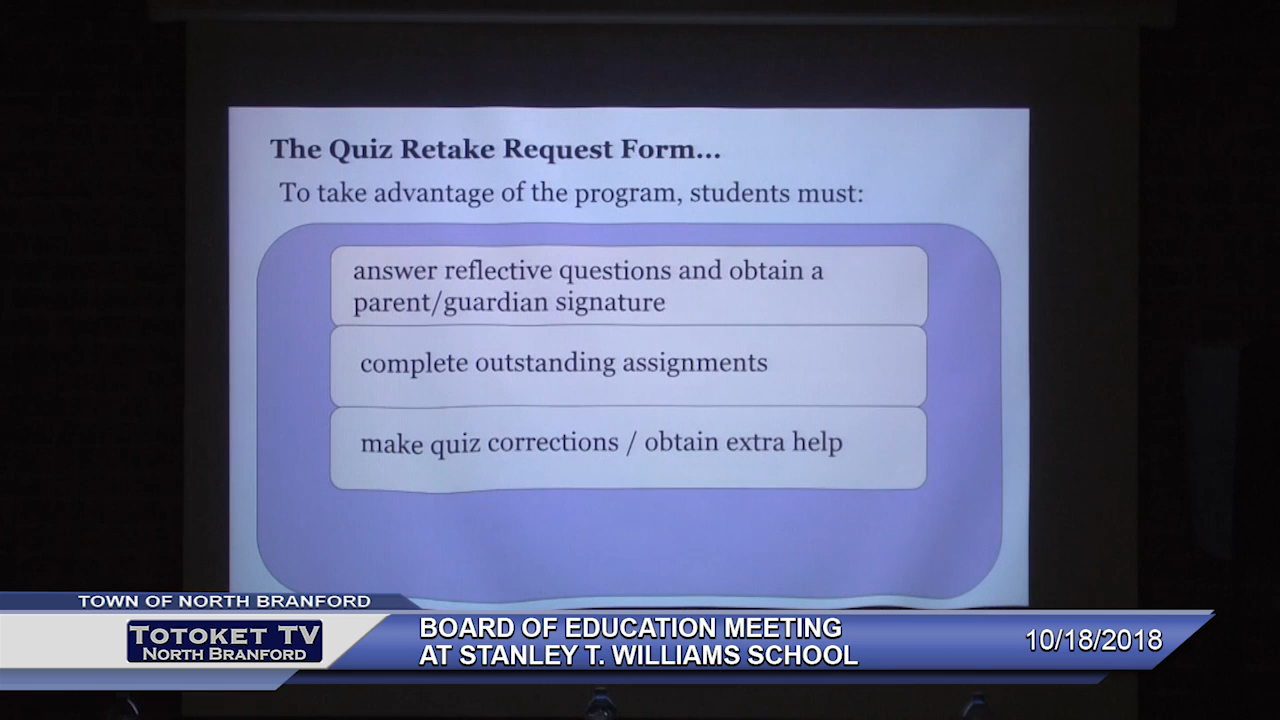 The Quiz Retake Request Form...
To take advantage of the program, students must:
answer reflective questions and obtain a
parent/guardian signature
complete outstanding assignments
make quiz corrections / obtain extra help
TOWN OF NORTH BRANFORD
TOTOKET TV
NORTH BRANFORD
BOARD OF EDUCATION MEETING
AT STANLEY T. WILLIAMS SCHOOL
10/18/2018